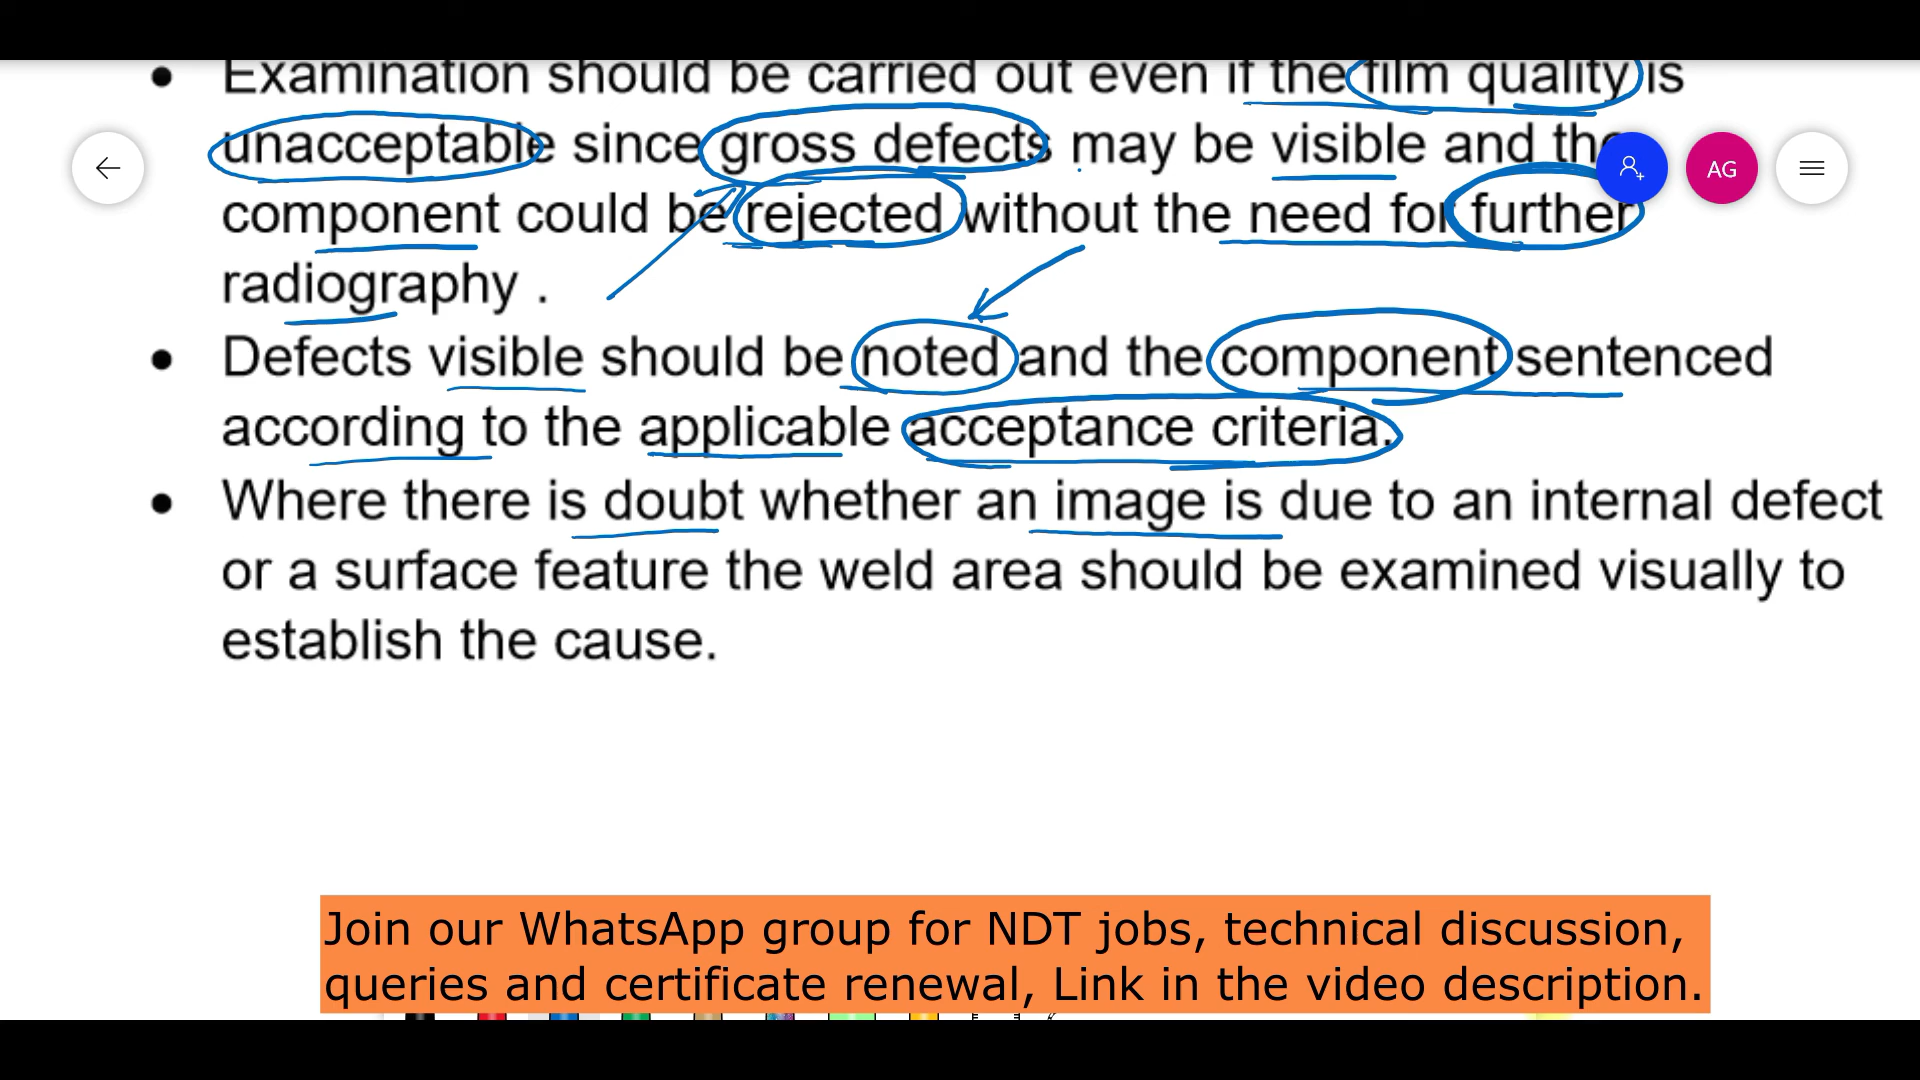 • Examination should be carried out even if the film quality is
unacceptable since gross defects may be visible and the
component could be rejected without the need for further
radiography .
• Defects visible should be noted and the component sentenced
according to the applicable acceptance criteria.
• Where there is doubt whether an image is due to an internal defect
or a surface feature the weld area should be examined visually to
establish the cause.
AG
Join our WhatsApp group for NDT jobs, technical discussion,
queries and certificate renewal, Link in the video description.